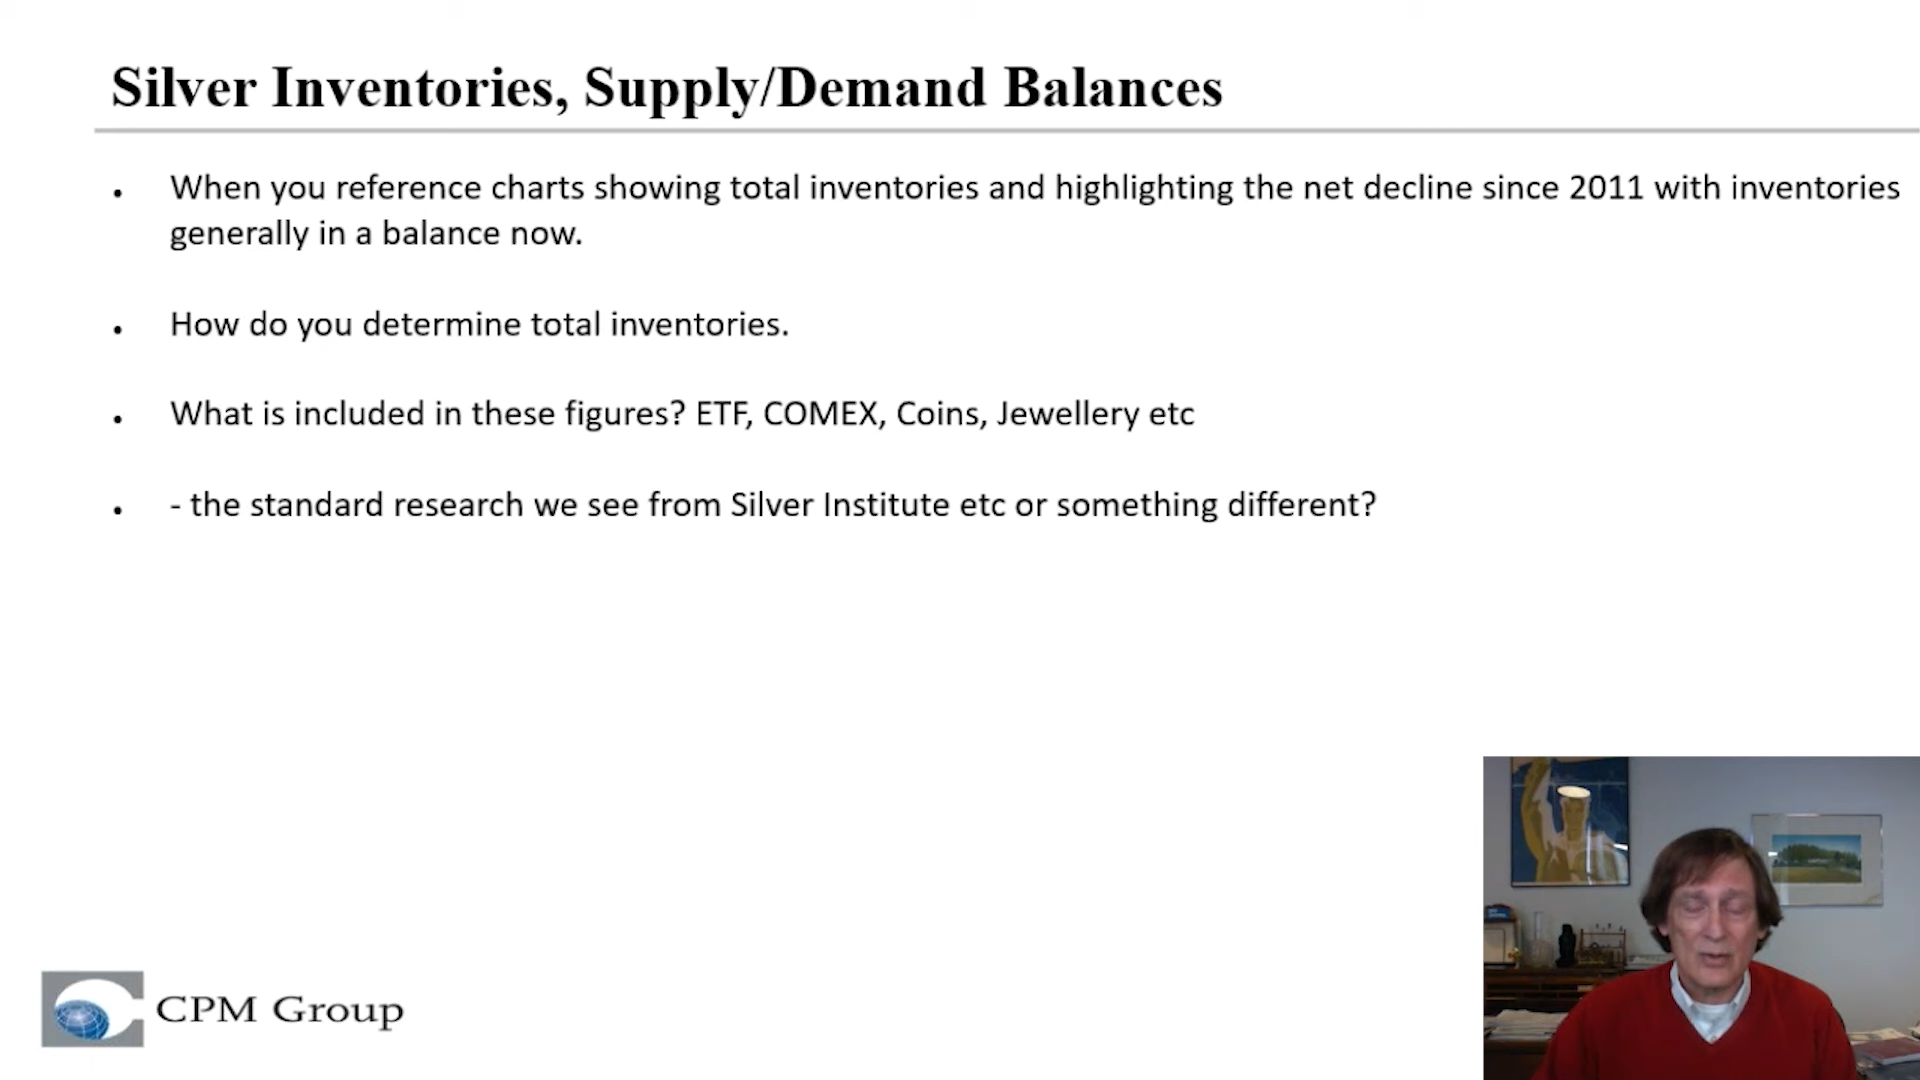 Silver Inventories, Supply/Demand Balances
• When you reference charts showing total inventories and highlighting the net decline since 2011 with inventories
generally in a balance now.
• How do you determine total inventories.
• What is included in these figures? ETF, COMEX, Coins, Jewellery etc
• - the standard research we see from Silver Institute etc or something different?
CPM Group